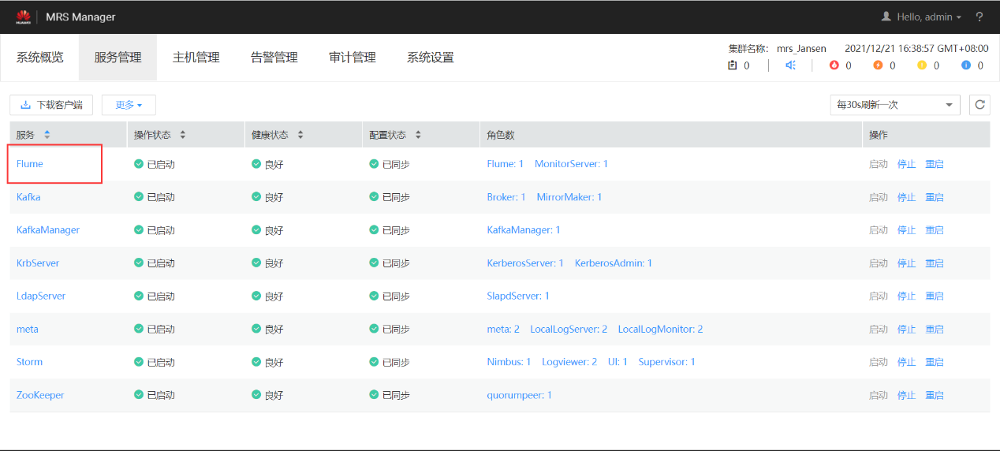 HUAWEI MRS Manager Hello, admin ?
系统概览 服务管理 主机管理 告警管理 审计管理 系统设置
集群名称: mrs_Jansen 2021/12/21 16:38:57 GMT+08:00
0 0 0 0 0
下载客户端 更多 每30s刷新一次
服务 操作状态 健康状态 配置状态 角色数 操作
Flume 已启动 良好 已同步 Flume: 1 MonitorServer: 1 启动 停止 重启
Kafka 已启动 良好 已同步 Broker: 1 MirrorMaker: 1 启动 停止 重启
KafkaManager 已启动 良好 已同步 KafkaManager: 1 启动 停止 重启
KrbServer 已启动 良好 已同步 KerberosServer: 1 KerberosAdmin: 1 启动 停止 重启
LdapServer 已启动 良好 已同步 SlapdServer: 1 启动 停止 重启
meta 已启动 良好 已同步 meta: 2 LocalLogServer: 2 LocalLogMonitor: 2 启动 停止 重启
Storm 已启动 良好 已同步 Nimbus: 1 Logviewer: 2 UI: 1 Supervisor: 1 启动 停止 重启
ZooKeeper 已启动 良好 已同步 quorumpeer: 1 启动 停止 重启